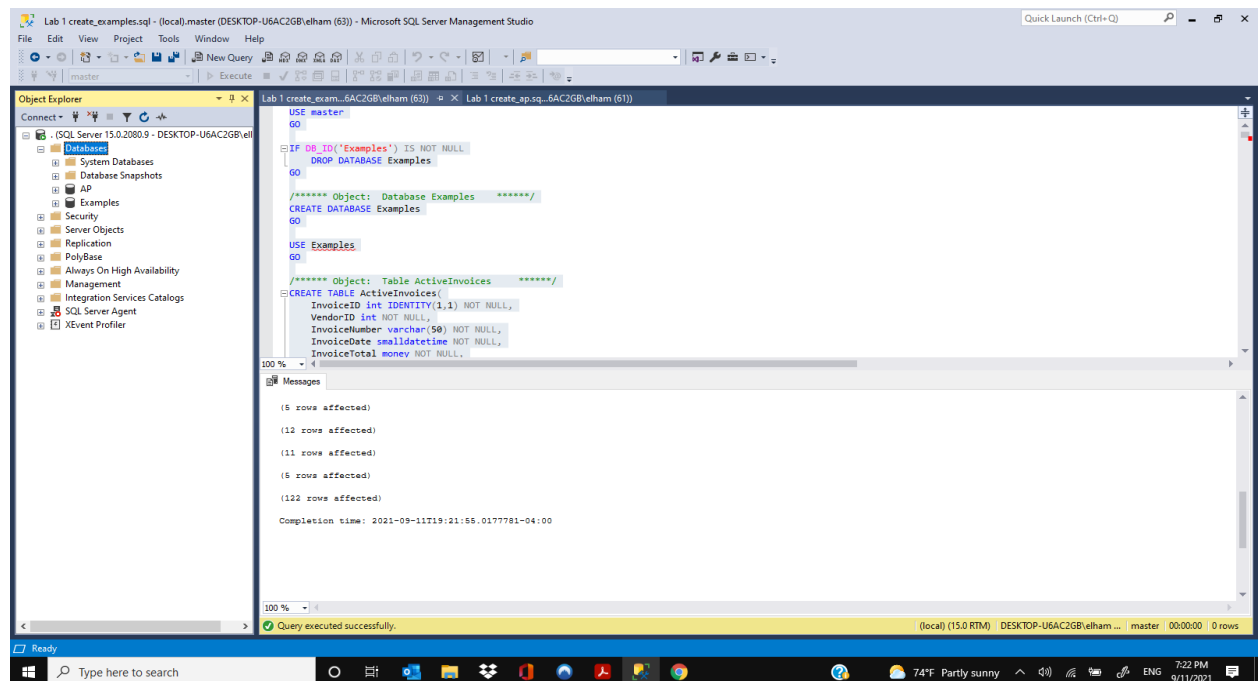 Lab 1 create_examples.sql - (local).master (DESKTOP-U6AC2GB\elham (63)) - Microsoft SQL Server Management Studio
Quick Launch (Ctrl+Q)
File Edit View Project Tools Window Help
New Query
master Execute
Object Explorer
Connect
. (SQL Server 15.0.2080.9 - DESKTOP-U6AC2GB\ell
Databases
System Databases
Database Snapshots
AP
Examples
Security
Server Objects
Replication
PolyBase
Always On High Availability
Management
Integration Services Catalogs
SQL Server Agent
XEvent Profiler
Lab 1 create_exam...6AC2GB\elham (63)) Lab 1 create_ap.sq...6AC2GB\elham (61))
USE master
GO
IF DB_ID('Examples') IS NOT NULL
DROP DATABASE Examples
GO
/****** Object: Database Examples ******/
CREATE DATABASE Examples
GO
USE Examples
GO
/****** Object: Table ActiveInvoices ******/
CREATE TABLE ActiveInvoices(
InvoiceID int IDENTITY(1,1) NOT NULL,
VendorID int NOT NULL,
InvoiceNumber varchar(50) NOT NULL,
InvoiceDate smalldatetime NOT NULL,
InvoiceTotal money NOT NULL,
100 %
Messages
(5 rows affected)
(12 rows affected)
(11 rows affected)
(5 rows affected)
(122 rows affected)
Completion time: 2021-09-11T19:21:55.0177781-04:00
100 %
Query executed successfully.
(local) (15.0 RTM) DESKTOP-U6AC2GB\elham ... master 00:00:00 0 rows
Ready
Type here to search
74°F Partly sunny
ENG
7:22 PM
9/11/2021